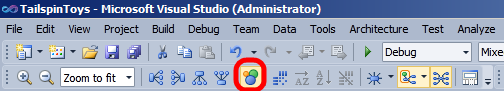 TailspinToys - Microsoft Visual Studio (Administrator)
File Edit View Project Build Debug Team Data Tools Architecture Test Analyze
Debug Mixe
Zoom to fit A Z A Z